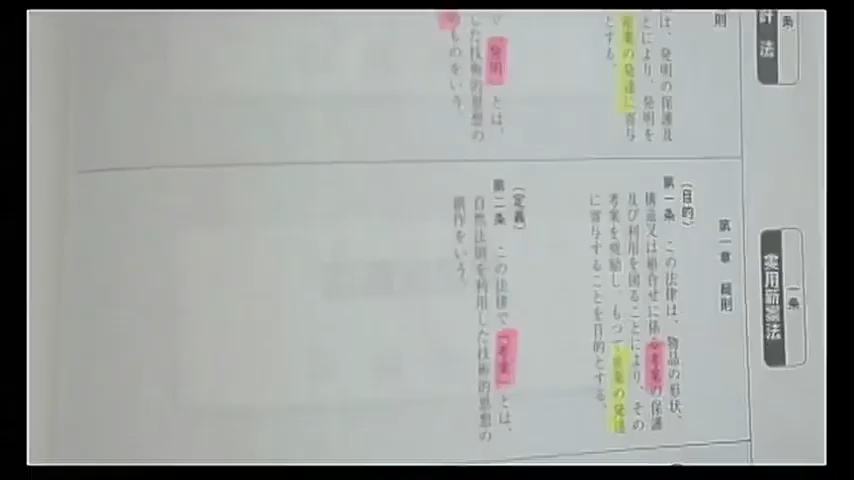 条
計法
則
は、発明の保護及
とにより、発明を
産業の発達に寄与
とする。
「発明」とは、
した技術的思想の
ものをいう。
一条
実用新案法
第一章 総則
(目的)
第一条 この法律は、物品の形状、
構造又は組合せに係る考案の保護
及び利用を図ることにより、その
考案を奨励し、もつて産業の発達
に寄与することを目的とする。
(定義)
第二条 この法律で「考案」とは、
自然法則を利用した技術的思想の
創作をいう。